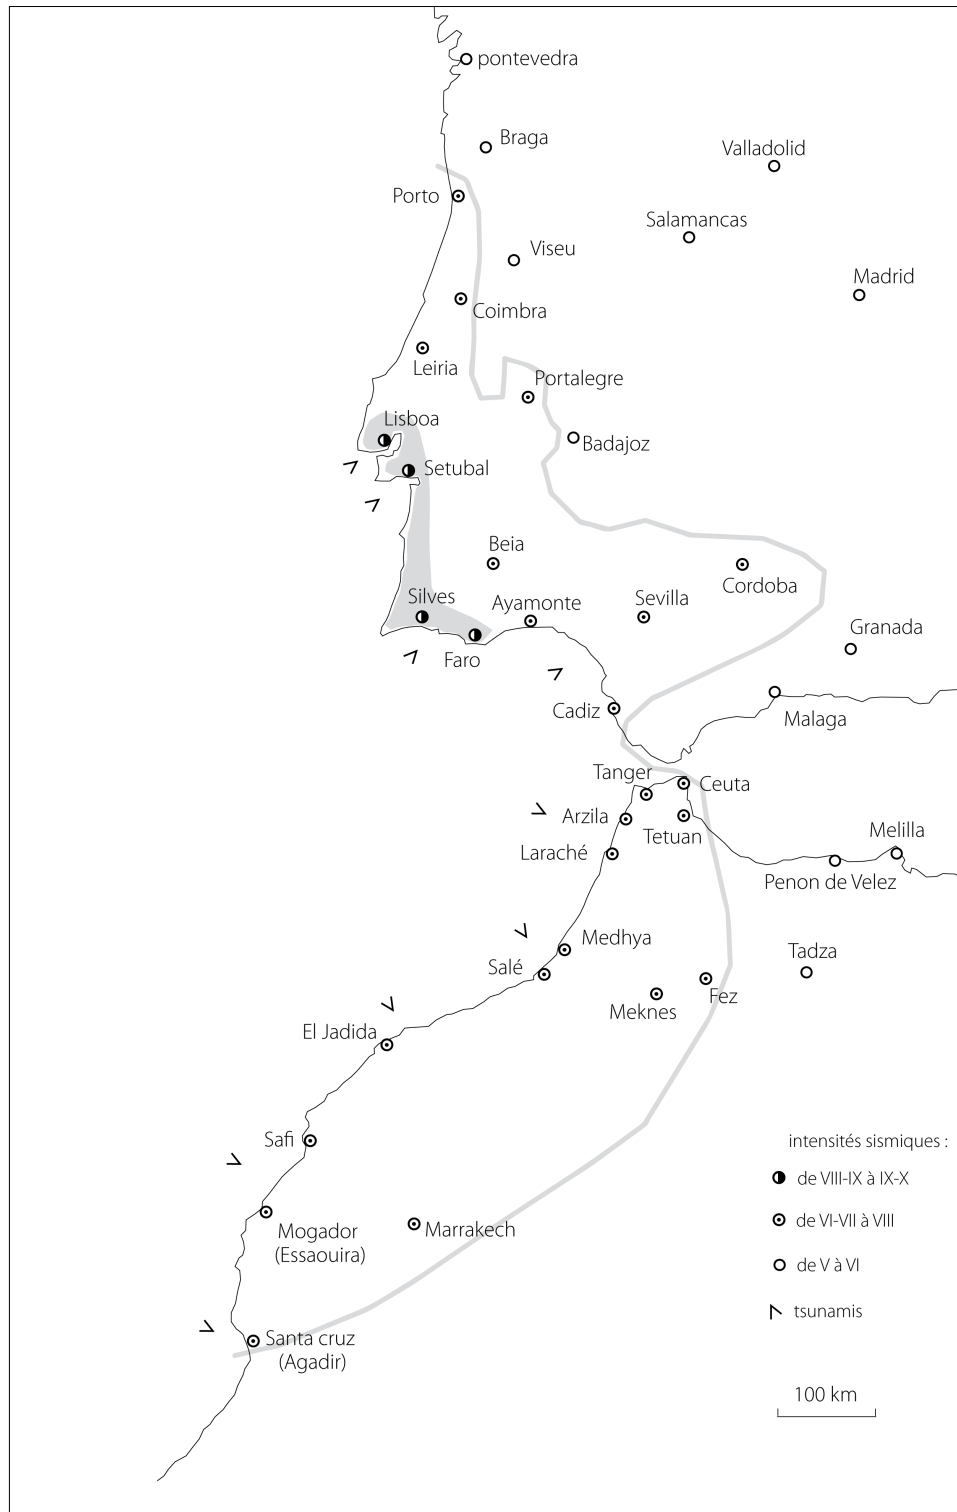 pontevedra
Braga
Valladolid
Porto
Salamancas
Viseu
Madrid
Coimbra
Leiria
Portalegre
Lisboa
Badajoz
Setubal
Beia
Cordoba
Silves
Ayamonte
Sevilla
Granada
Faro
Cadiz
Malaga
Tanger
Ceuta
Arzila
Tetuan
Melilla
Laraché
Penon de Velez
Medhya
Tadza
Salé
Fez
Meknes
El Jadida
Safi
intensités sismiques :
de VIII-IX à IX-X
de VI-VII à VIII
Mogador
(Essaouira)
Marrakech
de V à VI
tsunamis
Santa cruz
(Agadir)
100 km